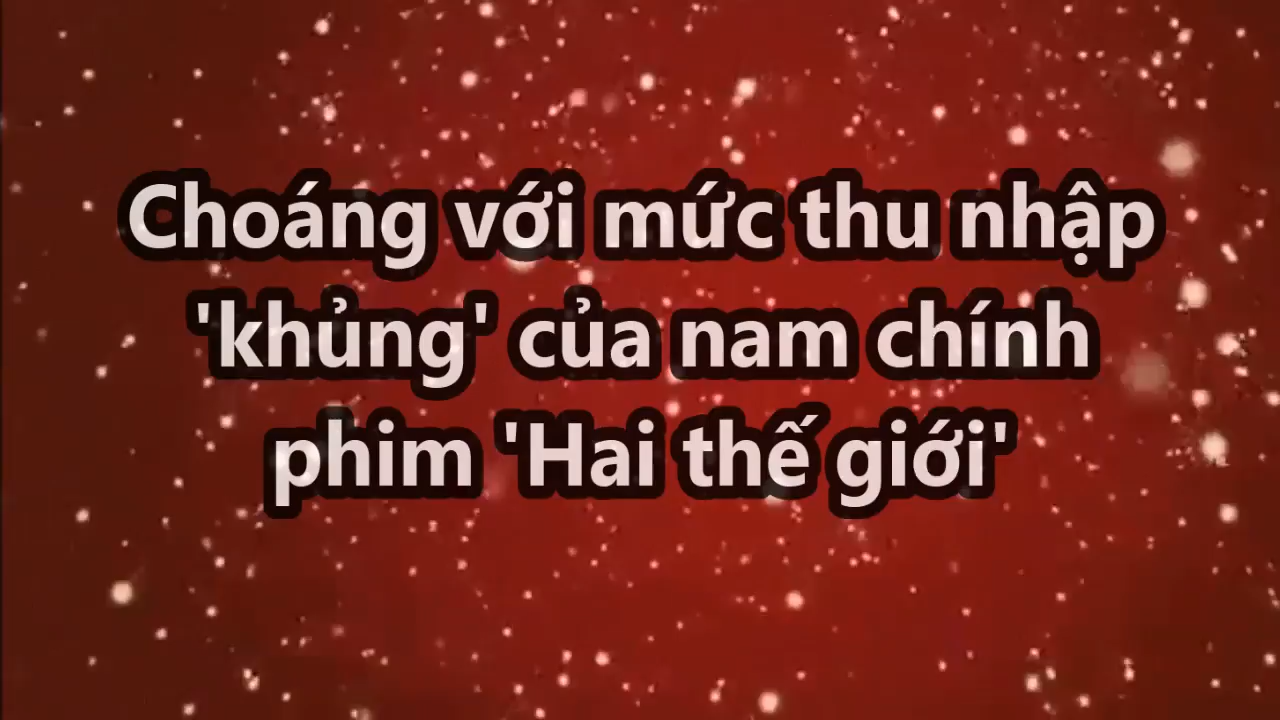 Choáng với mức thu nhập
'khủng' của nam chính
phim 'Hai thế giới'